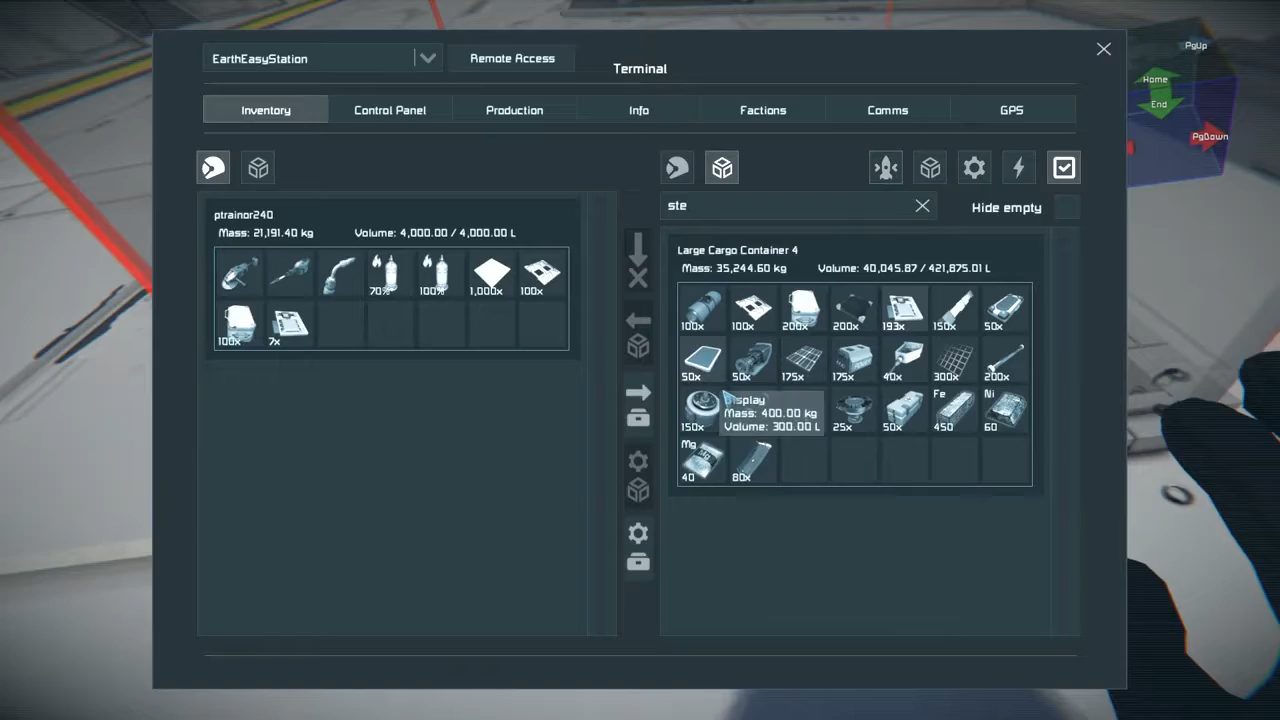 EarthEasyStation
Remote Access
Terminal
PgUp
Home
End
PgDown
Inventory
Control Panel
Production
Info
Factions
Comms
GPS
ste
Hide empty
ptrainor240
Mass: 21,191.40 kg
Volume: 4,000.00 / 4,000.00 L
70%
100%
1,000x
100x
100x
7x
Large Cargo Container 4
Mass: 35,244.60 kg
Volume: 40,045.87 / 421,875.01 L
100x
100x
200x
200x
193x
150x
50x
50x
50x
175x
175x
40x
300x
200x
150x
Display
Mass: 400.00 kg
Volume: 300.00 L
25x
50x
Fe
450
Ni
60
Mg
Mg
40
80x